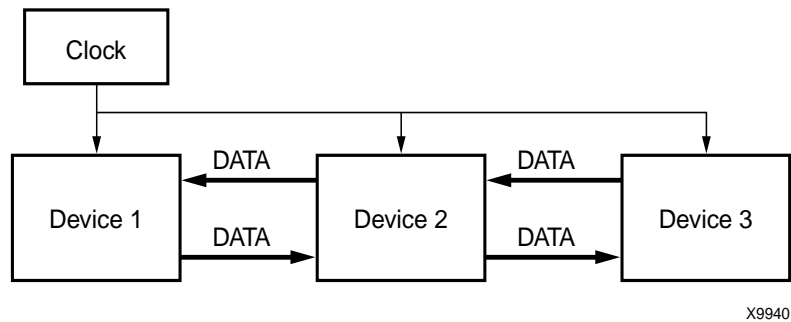 Clock
DATA
DATA
Device 1
Device 2
Device 3
DATA
DATA
X9940